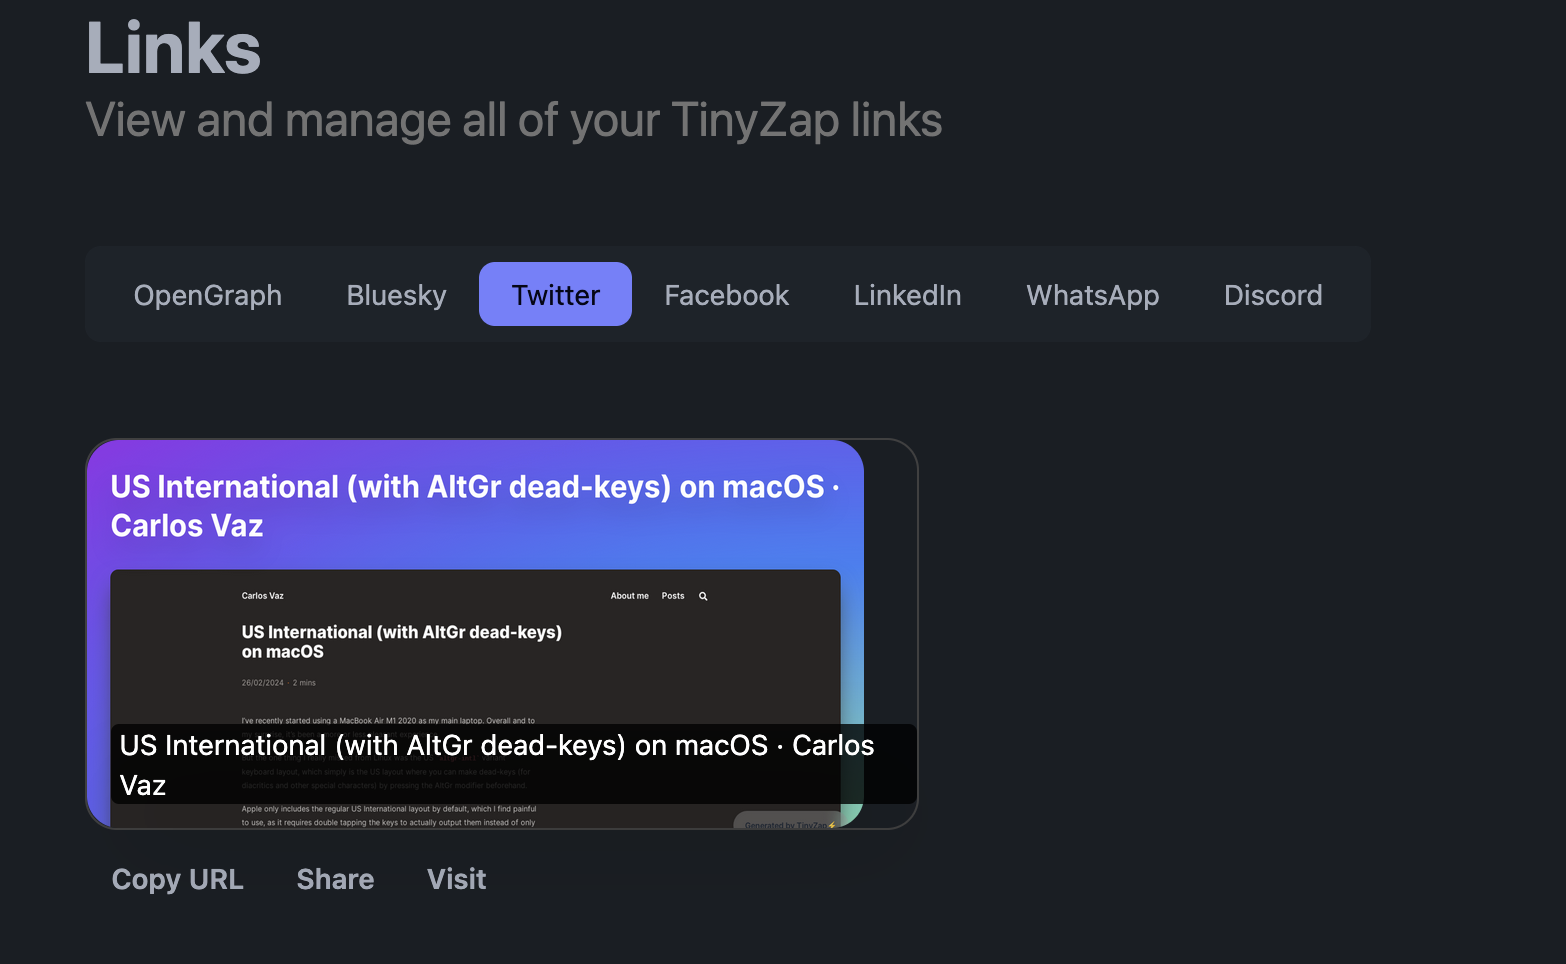 Links
View and manage all of your TinyZap links
OpenGraph
Bluesky
Twitter
Facebook
LinkedIn
WhatsApp
Discord
US International (with AltGr dead-keys) on macOS ·
Carlos Vaz
Carlos Vaz
About me
Posts
US International (with AltGr dead-keys)
on macOS
26/02/2024 · 2 mins
I've recently started using a MacBook Air M1 2020 as my main laptop. Overall and to
US International (with AltGr dead-keys) on macOS · Carlos
Vaz
keyboard layout, which simply is the US layout where you can make dead-keys (for
diacritics and other special characters) by pressing the AltGr modifier beforehand.
Apple only includes the regular US International layout by default, which I find painful
to use, as it requires double tapping the keys to actually output them instead of only
Generated by TinyZap⚡
Copy URL
Share
Visit